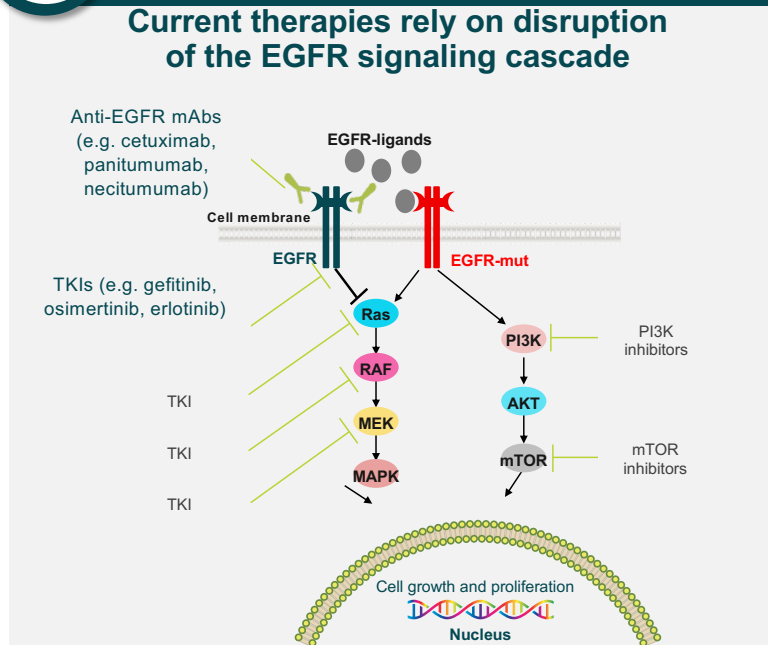 Current therapies rely on disruption
of the EGFR signaling cascade
Anti-EGFR mAbs
(e.g. cetuximab,
panitumumab,
necitumumab)
EGFR-ligands
Cell membrane
EGFR
EGFR-mut
TKIs (e.g. gefitinib,
osimertinib, erlotinib)
Ras
PI3K
PI3K
inhibitors
RAF
TKI
AKT
MEK
TKI
mTOR
mTOR
inhibitors
MAPK
TKI
Cell growth and proliferation
Nucleus